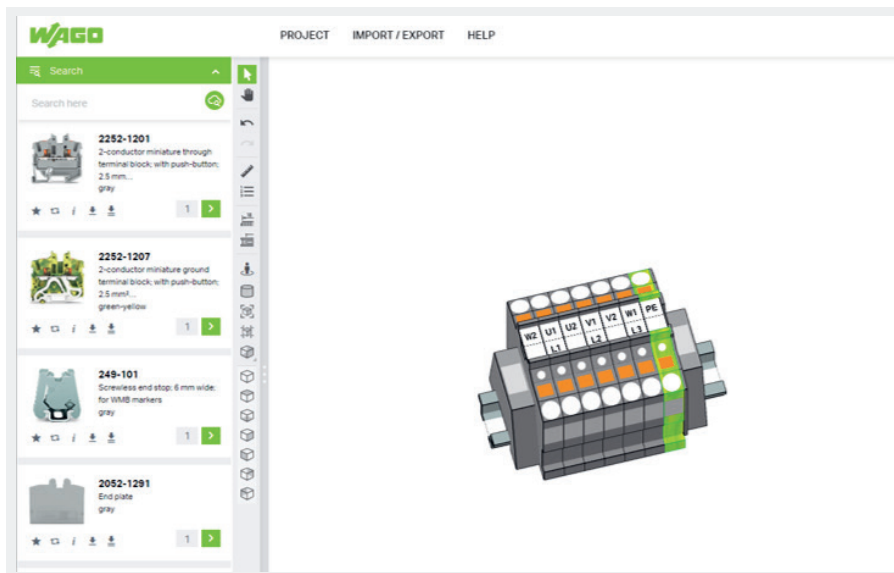 WAGO
PROJECT IMPORT / EXPORT HELP
Search
Search here
2252-1201
2-conductor miniature through
terminal block; with push-button;
2.5 mm...
gray
1
2252-1207
2-conductor miniature ground
terminal block; with push-button;
2.5 mm²...
green-yellow
1
249-101
Screwless end stop; 6 mm wide;
for WMB markers
gray
1
2052-1291
End plate
gray
1
W2 U1 U2 V1 V2 W1 PE
L1 L2 L3